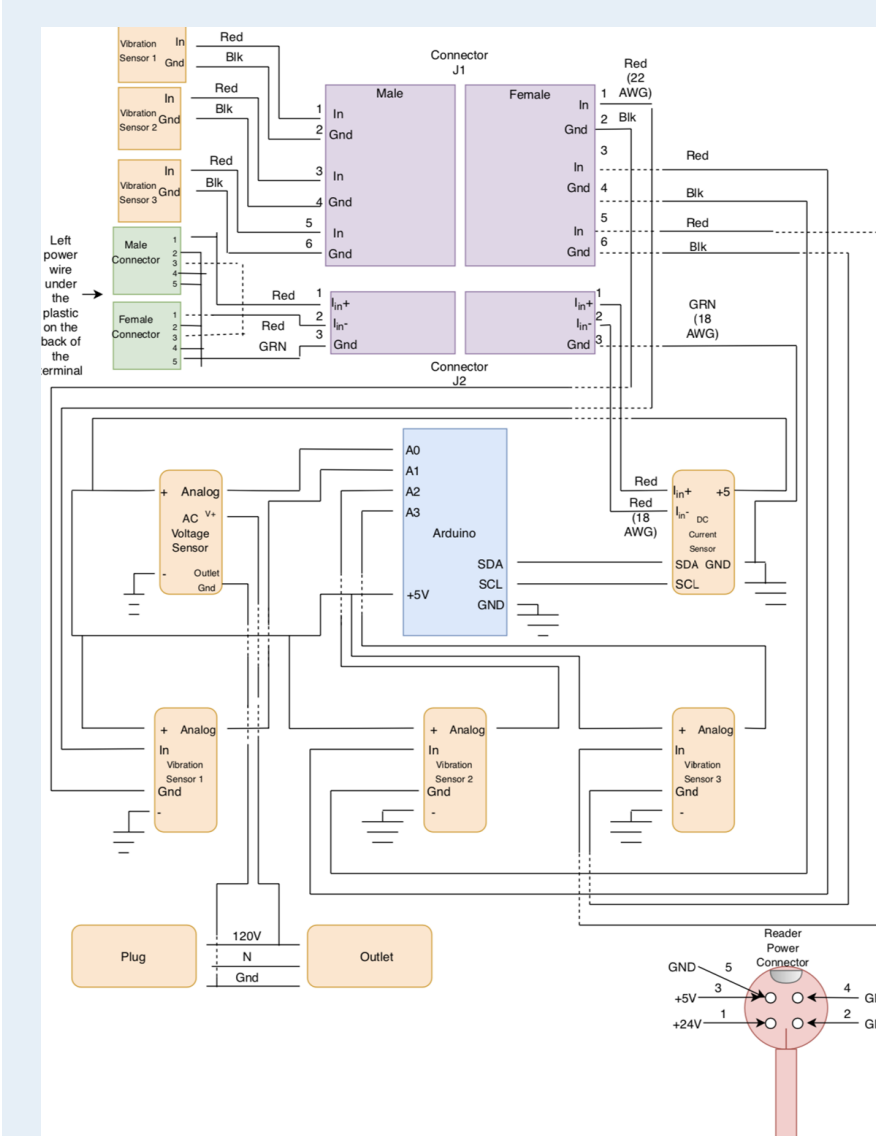 Vibration
Sensor 1
In
Gnd
Red
Blk
Vibration
Sensor 2
In
Gnd
Red
Blk
Vibration
Sensor 3
In
Gnd
Red
Blk
Connector
J1
Male
1
In
2
Gnd
3
In
4
Gnd
5
In
6
Gnd
Female
1
In
2
Gnd
3
In
4
Gnd
5
In
6
Gnd
Red
(22
AWG)
Blk
Red
Blk
Red
Blk
Left
power
wire
under
the
plastic
on the
back of
the
terminal
Male
Connector
1
2
3
4
5
Female
Connector
1
2
3
4
5
Red
Red
GRN
1
Iin+
2
Iin-
3
Gnd
1
Iin+
2
Iin-
3
Gnd
GRN
(18
AWG)
Connector
J2
+ Analog
AC V+
Voltage
Sensor
-
Outlet
Gnd
A0
A1
A2
A3
Arduino
SDA
SCL
+5V
GND
Red
Red
(18
AWG)
Iin+ +5
Iin-
DC
Current
Sensor
SDA GND
SCL
+ Analog
In
Vibration
Sensor 1
Gnd
-
+ Analog
In
Vibration
Sensor 2
Gnd
-
+ Analog
In
Vibration
Sensor 3
Gnd
-
Plug
120V
N
Gnd
Outlet
Reader
Power
Connector
GND 5
+5V 3
4
+24V 1
2